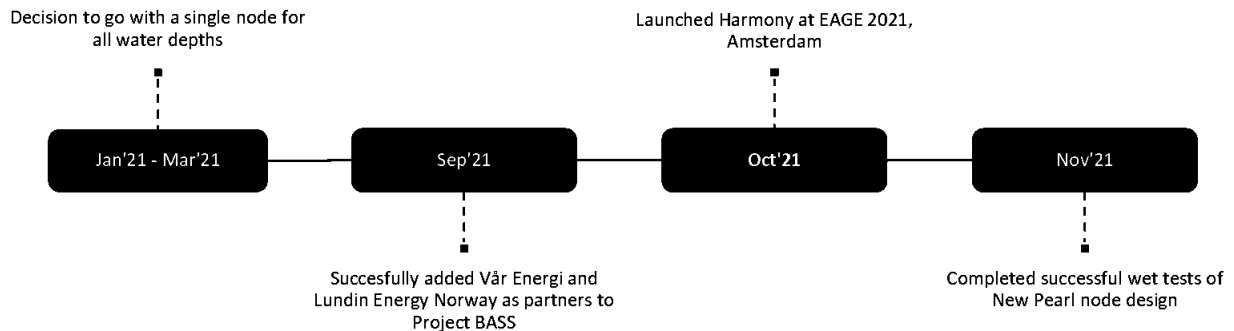 Decision to go with a single node for
all water depths
Launched Harmony at EAGE 2021,
Amsterdam
Jan'21 - Mar'21
Sep'21
Oct'21
Nov'21
Succesfully added Vår Energi and
Lundin Energy Norway as partners to
Project BASS
Completed successful wet tests of
New Pearl node design